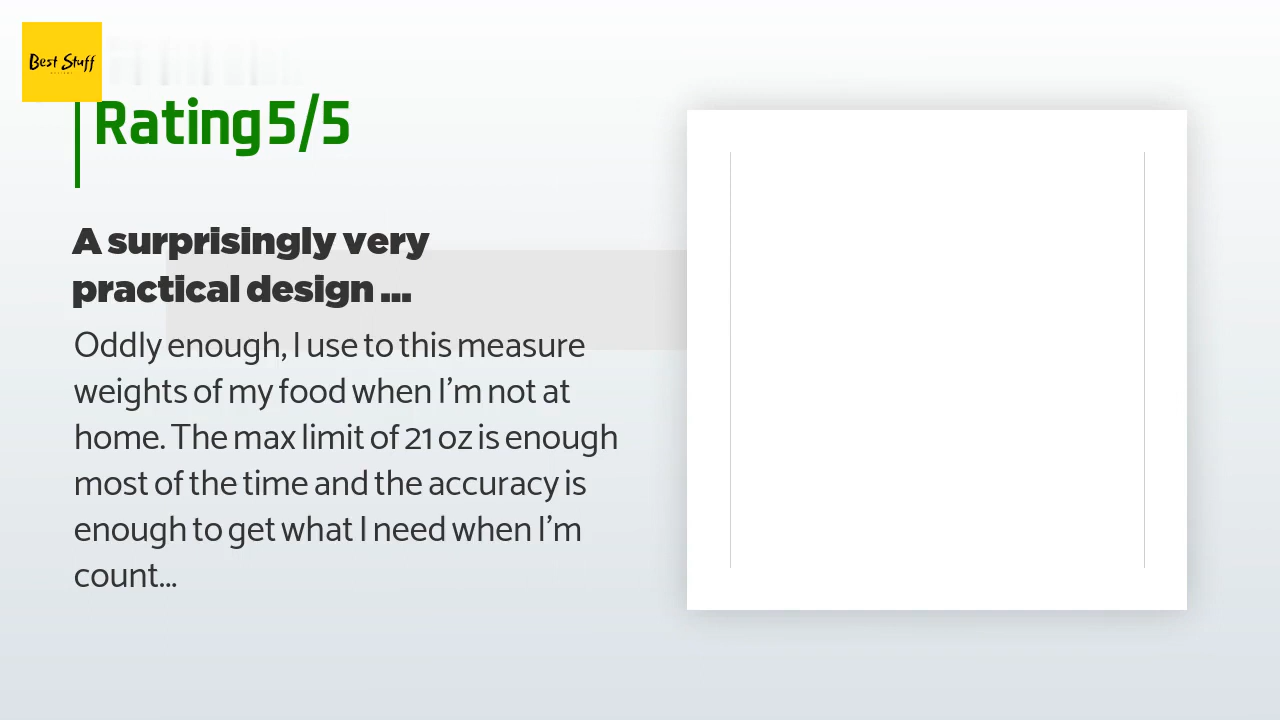 Best Stuff
Rating 5/5
A surprisingly very
practical design ...
Oddly enough, I use to this measure
weights of my food when I'm not at
home. The max limit of 21 oz is enough
most of the time and the accuracy is
enough to get what I need when I'm
count...